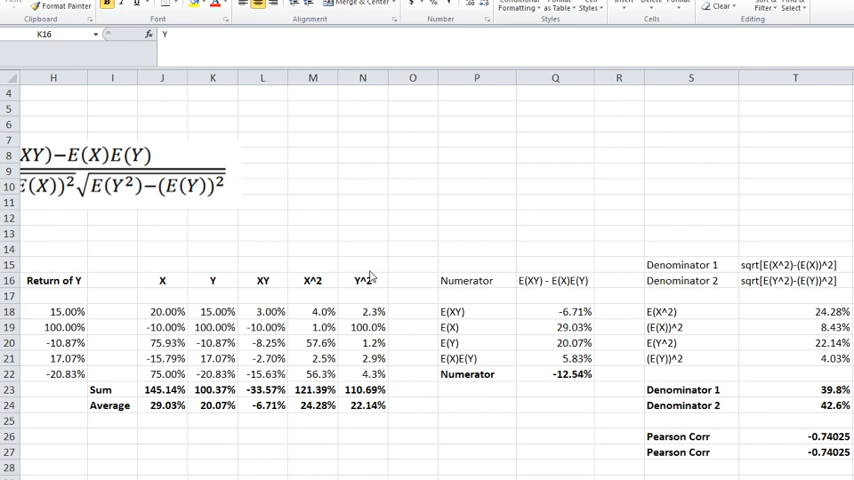 Format Painter
Merge & Center
Conditional Formatting
Format as Table
Cell Styles
Insert
Delete
Format
Clear
Sort & Filter
Find & Select
Clipboard Font Alignment Number Styles Cells Editing
K16 fx Y
H I J K L M N O P Q R S T
4
5
6
7
8 XY)−E(X)E(Y)
9
10 E(X))² √E(Y²)−(E(Y))²
11
12
13
14
15 Denominator 1 sqrt[E(X^2)-(E(X))^2]
16 Return of Y X Y XY X^2 Y^2 Numerator E(XY) - E(X)E(Y) Denominator 2 sqrt[E(Y^2)-(E(Y))^2]
17
18 15.00% 20.00% 15.00% 3.00% 4.0% 2.3% E(XY) -6.71% E(X^2) 24.28%
19 100.00% -10.00% 100.00% -10.00% 1.0% 100.0% E(X) 29.03% (E(X))^2 8.43%
20 -10.87% 75.93% -10.87% -8.25% 57.6% 1.2% E(Y) 20.07% E(Y^2) 22.14%
21 17.07% -15.79% 17.07% -2.70% 2.5% 2.9% E(X)E(Y) 5.83% (E(Y))^2 4.03%
22 -20.83% 75.00% -20.83% -15.63% 56.3% 4.3% Numerator -12.54%
23 Sum 145.14% 100.37% -33.57% 121.39% 110.69% Denominator 1 39.8%
24 Average 29.03% 20.07% -6.71% 24.28% 22.14% Denominator 2 42.6%
25
26 Pearson Corr -0.74025
27 Pearson Corr -0.74025
28